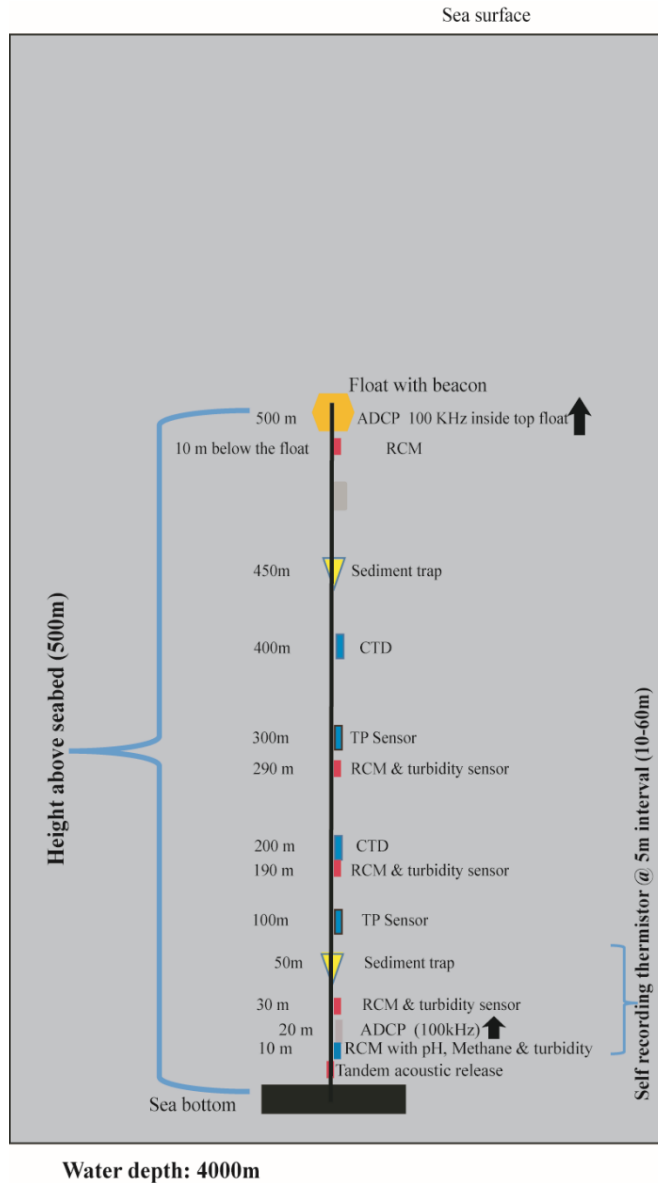 Sea surface
Float with beacon
500 m ADCP 100 KHz inside top float
10 m below the float RCM
450m Sediment trap
400m CTD
300m TP Sensor
290 m RCM & turbidity sensor
200 m CTD
190 m RCM & turbidity sensor
100m TP Sensor
50m Sediment trap
30 m RCM & turbidity sensor
20 m ADCP (100kHz)
10 m RCM with pH, Methane & turbidity
Tandem acoustic release
Sea bottom
Height above seabed (500m)
Self recording thermistor @ 5m interval (10-60m)
Water depth: 4000m